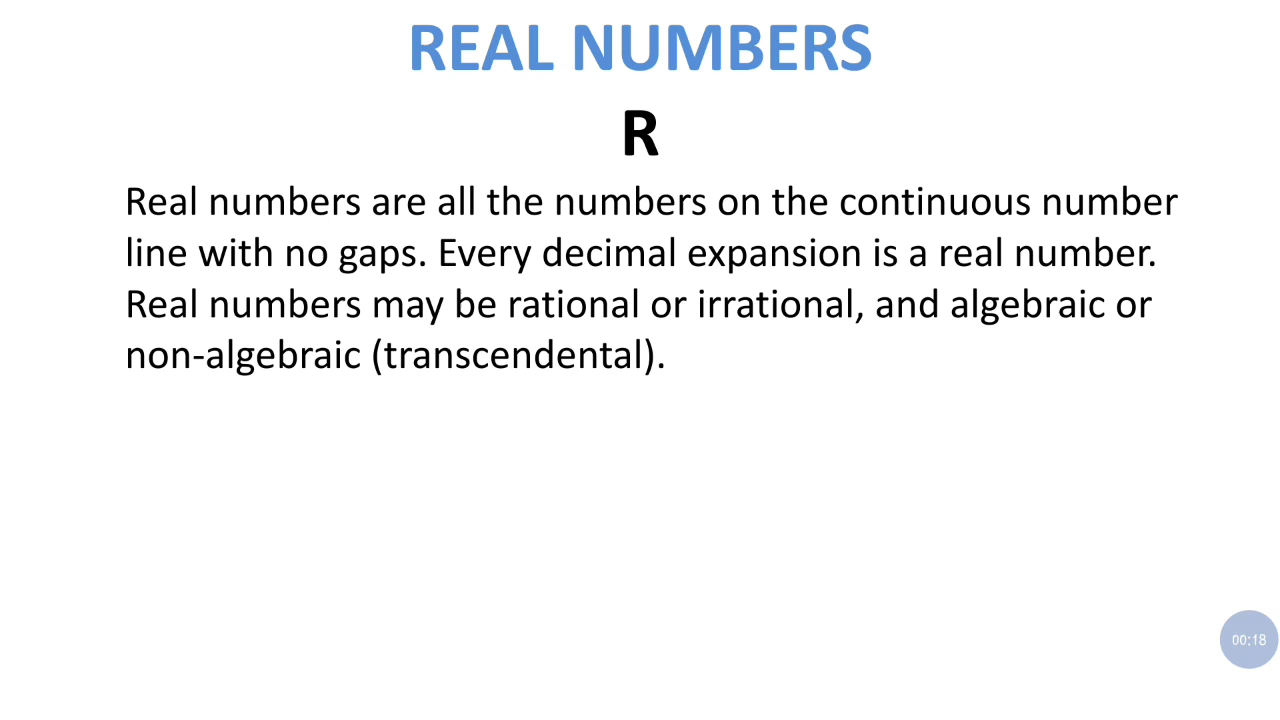 REAL NUMBERS
R
Real numbers are all the numbers on the continuous number
line with no gaps. Every decimal expansion is a real number.
Real numbers may be rational or irrational, and algebraic or
non-algebraic (transcendental).
00:18